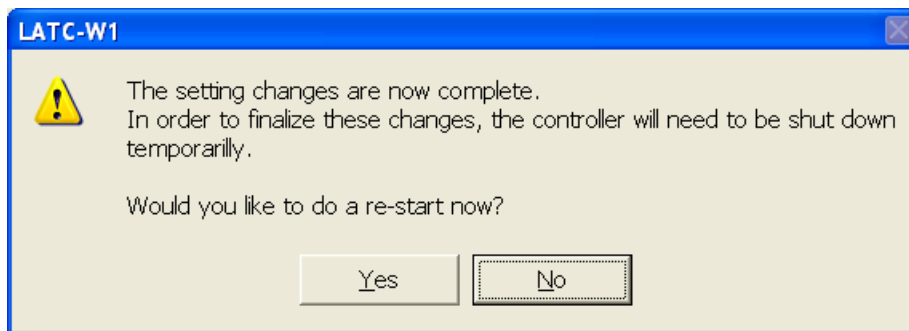 LATC-W1
The setting changes are now complete.
In order to finalize these changes, the controller will need to be shut down
temporarilly.
Would you like to do a re-start now?
Yes
No